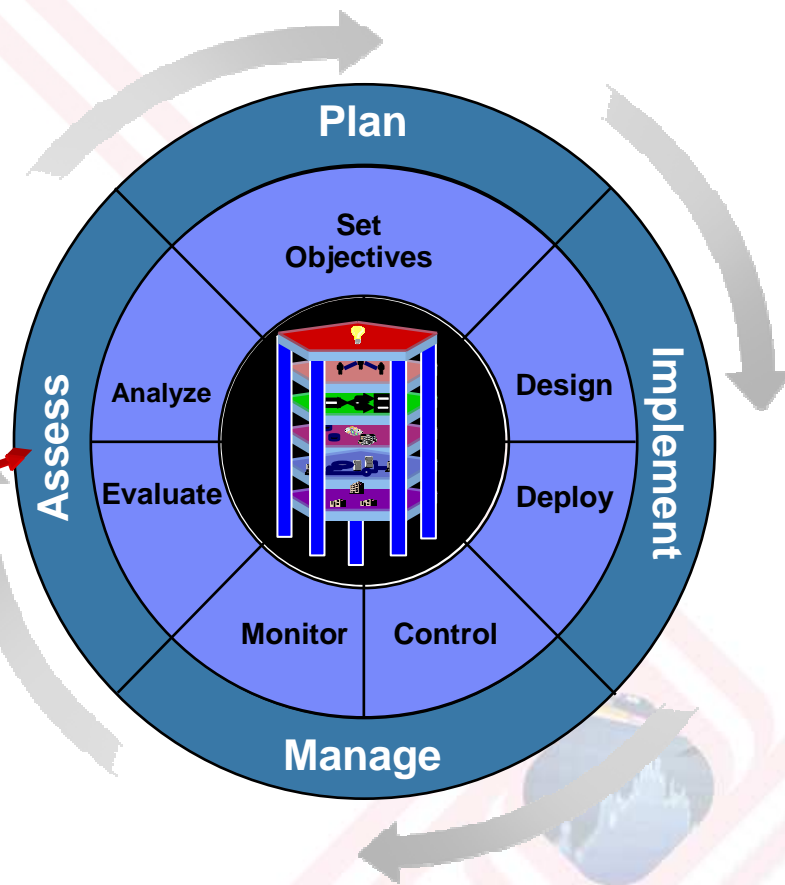 Plan
Set
Objectives
Analyze
Design
Assess
Implement
Evaluate
Deploy
Monitor
Control
Manage